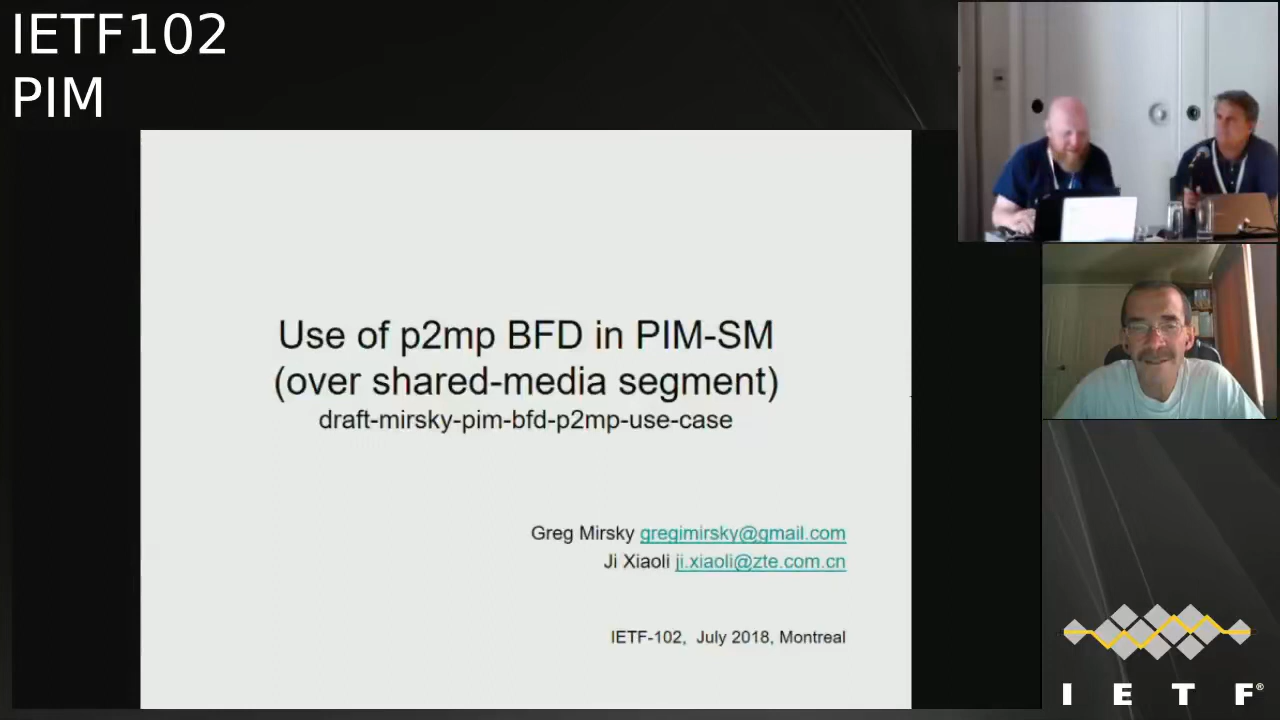 IETF102
PIM
Use of p2mp BFD in PIM-SM
(over shared-media segment)
draft-mirsky-pim-bfd-p2mp-use-case
Greg Mirsky gregimirsky@gmail.com
Ji Xiaoli ji.xiaoli@zte.com.cn
IETF-102, July 2018, Montreal
I E T F®